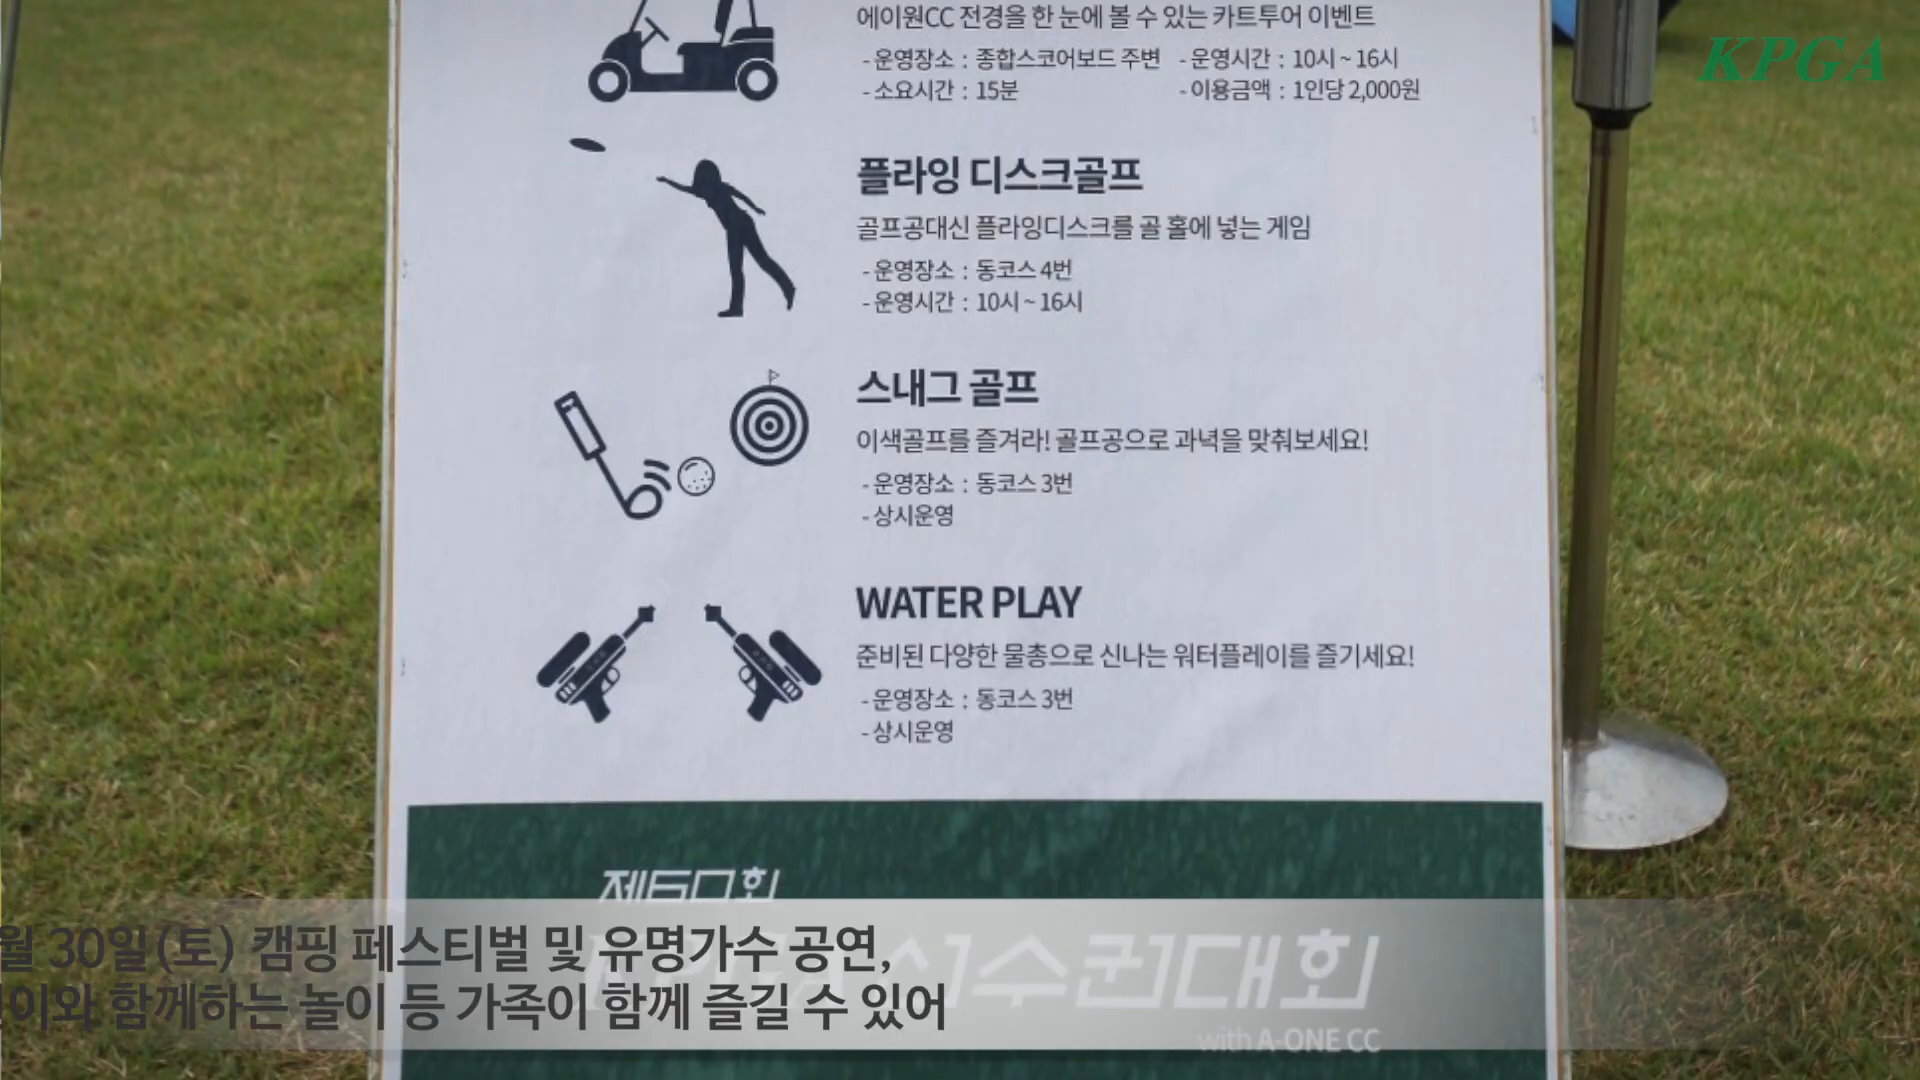 에이원CC 전경을 한 눈에 볼 수 있는 카트투어 이벤트
- 운영장소 : 종합스코어보드 주변 - 운영시간 : 10시 ~ 16시
- 소요시간 : 15분 - 이용금액 : 1인당 2,000원
KPGA
플라잉 디스크골프
골프공대신 플라잉디스크를 골 홀에 넣는 게임
- 운영장소 : 동코스 4번
- 운영시간 : 10시 ~ 16시
스내그 골프
이색골프를 즐겨라! 골프공으로 과녁을 맞춰보세요!
- 운영장소 : 동코스 3번
- 상시운영
WATER PLAY
준비된 다양한 물총으로 신나는 워터플레이를 즐기세요!
- 운영장소 : 동코스 3번
- 상시운영
제60회
선수권대회
with A-ONE CC
월 30일(토) 캠핑 페스티벌 및 유명가수 공연,
이와 함께하는 놀이 등 가족이 함께 즐길 수 있어